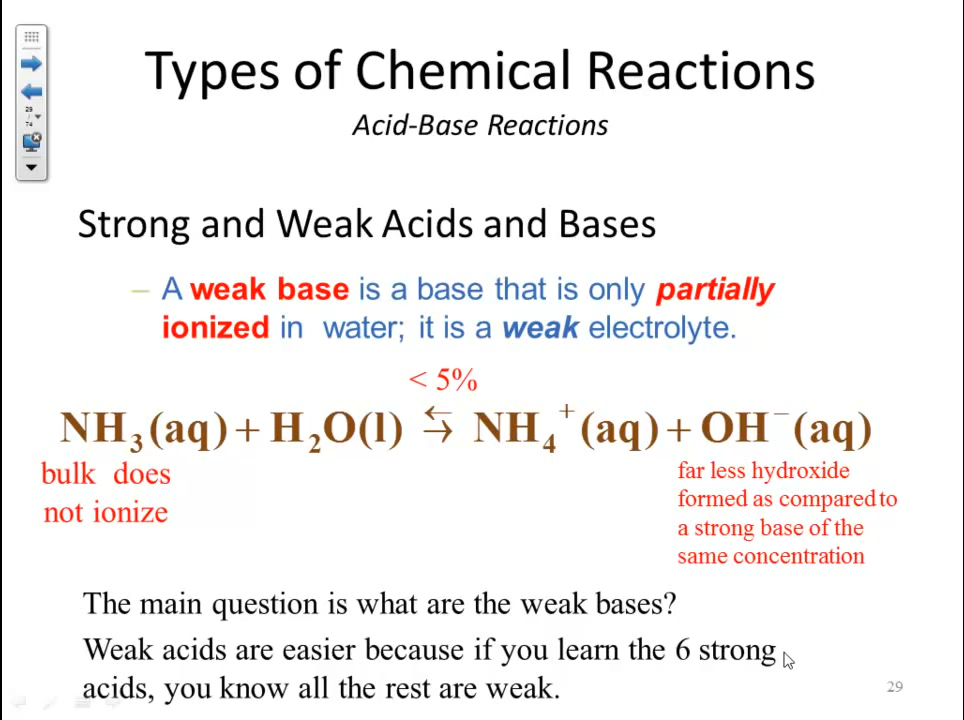 Types of Chemical Reactions
Acid-Base Reactions
29
/
74
Strong and Weak Acids and Bases
– A weak base is a base that is only partially
ionized in water; it is a weak electrolyte.
< 5%
NH₃(aq) + H₂O(l) ⇆ NH₄⁺(aq) + OH⁻(aq)
bulk does
not ionize
far less hydroxide
formed as compared to
a strong base of the
same concentration
The main question is what are the weak bases?
Weak acids are easier because if you learn the 6 strong
acids, you know all the rest are weak.
29